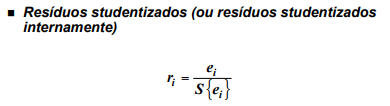 ▪ Resíduos studentizados (ou resíduos studentizados
internamente)
r_i = e_i / S{e_i}